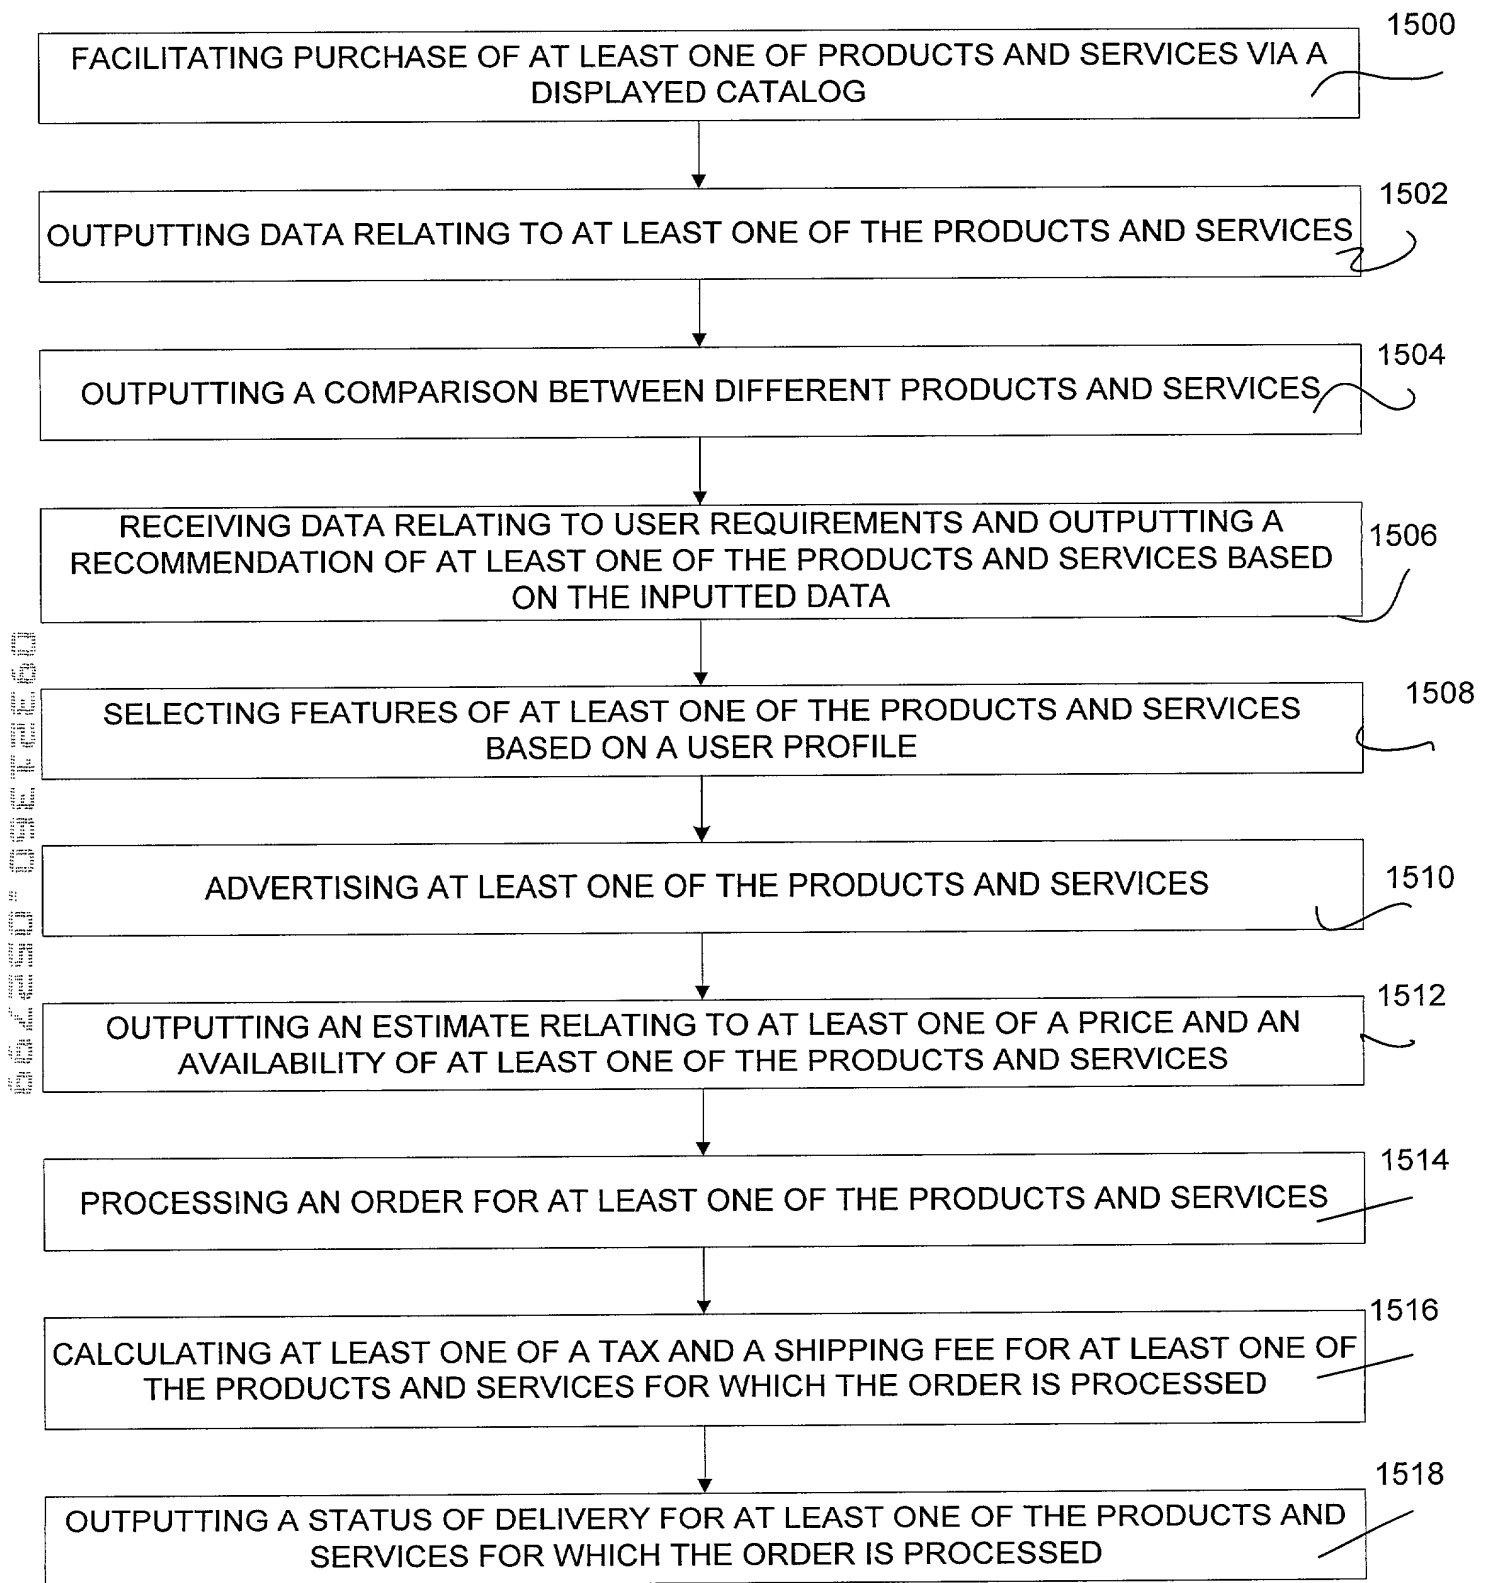 1500
FACILITATING PURCHASE OF AT LEAST ONE OF PRODUCTS AND SERVICES VIA A
DISPLAYED CATALOG
1502
OUTPUTTING DATA RELATING TO AT LEAST ONE OF THE PRODUCTS AND SERVICES
1504
OUTPUTTING A COMPARISON BETWEEN DIFFERENT PRODUCTS AND SERVICES
1506
RECEIVING DATA RELATING TO USER REQUIREMENTS AND OUTPUTTING A
RECOMMENDATION OF AT LEAST ONE OF THE PRODUCTS AND SERVICES BASED
ON THE INPUTTED DATA
1508
SELECTING FEATURES OF AT LEAST ONE OF THE PRODUCTS AND SERVICES
BASED ON A USER PROFILE
1510
ADVERTISING AT LEAST ONE OF THE PRODUCTS AND SERVICES
1512
OUTPUTTING AN ESTIMATE RELATING TO AT LEAST ONE OF A PRICE AND AN
AVAILABILITY OF AT LEAST ONE OF THE PRODUCTS AND SERVICES
1514
PROCESSING AN ORDER FOR AT LEAST ONE OF THE PRODUCTS AND SERVICES
1516
CALCULATING AT LEAST ONE OF A TAX AND A SHIPPING FEE FOR AT LEAST ONE OF
THE PRODUCTS AND SERVICES FOR WHICH THE ORDER IS PROCESSED
1518
OUTPUTTING A STATUS OF DELIVERY FOR AT LEAST ONE OF THE PRODUCTS AND
SERVICES FOR WHICH THE ORDER IS PROCESSED